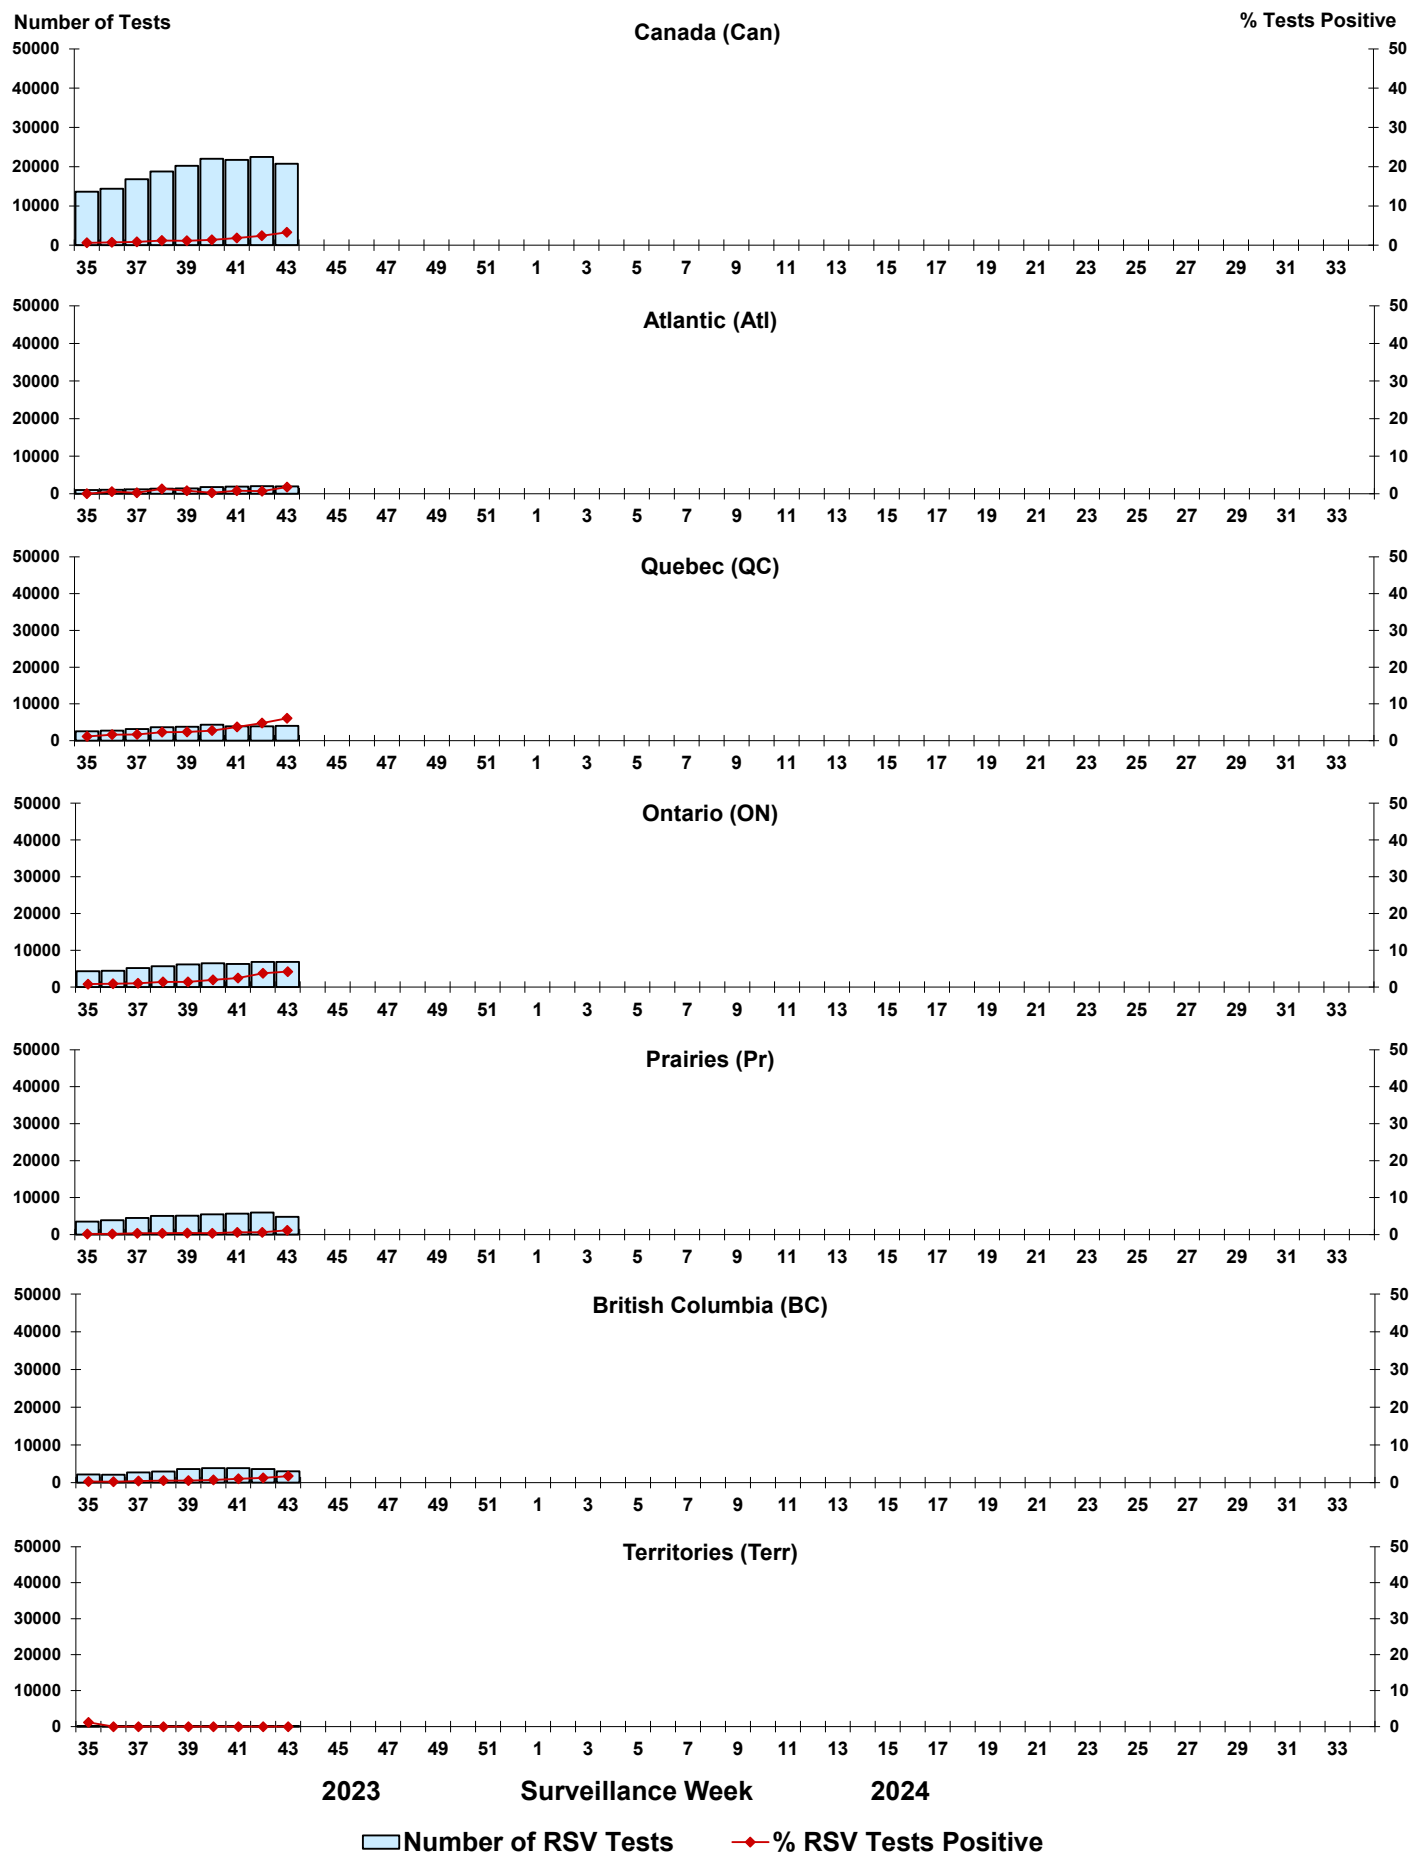 Number of Tests
Canada (Can)
% Tests Positive
50000 50
40000 40
30000 30
20000 20
10000 10
0 0
35 37 39 41 43 45 47 49 51 1 3 5 7 9 11 13 15 17 19 21 23 25 27 29 31 33
Atlantic (Atl)
50000 50
40000 40
30000 30
20000 20
10000 10
0 0
35 37 39 41 43 45 47 49 51 1 3 5 7 9 11 13 15 17 19 21 23 25 27 29 31 33
Quebec (QC)
50000 50
40000 40
30000 30
20000 20
10000 10
0 0
35 37 39 41 43 45 47 49 51 1 3 5 7 9 11 13 15 17 19 21 23 25 27 29 31 33
Ontario (ON)
50000 50
40000 40
30000 30
20000 20
10000 10
0 0
35 37 39 41 43 45 47 49 51 1 3 5 7 9 11 13 15 17 19 21 23 25 27 29 31 33
Prairies (Pr)
50000 50
40000 40
30000 30
20000 20
10000 10
0 0
35 37 39 41 43 45 47 49 51 1 3 5 7 9 11 13 15 17 19 21 23 25 27 29 31 33
British Columbia (BC)
50000 50
40000 40
30000 30
20000 20
10000 10
0 0
35 37 39 41 43 45 47 49 51 1 3 5 7 9 11 13 15 17 19 21 23 25 27 29 31 33
Territories (Terr)
50000 50
40000 40
30000 30
20000 20
10000 10
0 0
35 37 39 41 43 45 47 49 51 1 3 5 7 9 11 13 15 17 19 21 23 25 27 29 31 33
2023 Surveillance Week 2024
Number of RSV Tests % RSV Tests Positive